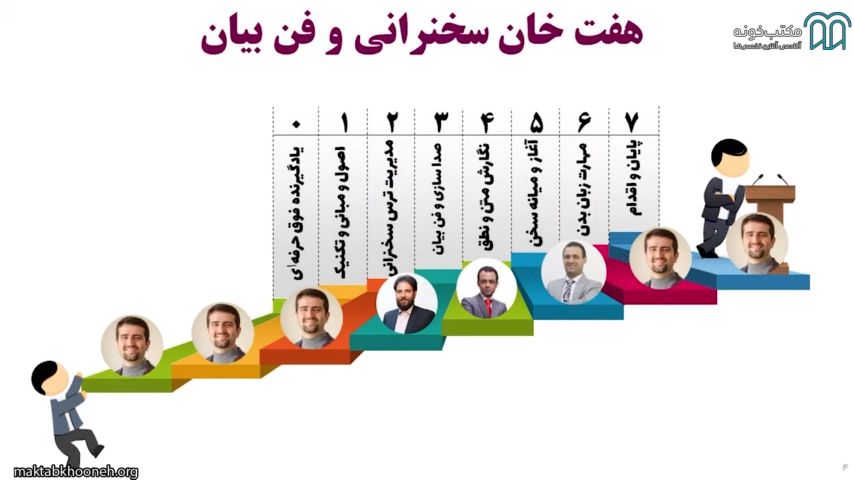 هفت خان سخنرانی و فن بیان
مکتب‌خونه
آکادمی آنلاین تخصص‌ها
۰
یادگیرنده فوق حرفه‌ای
۱
اصول و مبانی و تکنیک
۲
مدیریت ترس سخنرانی
۳
صدا سازی و فن بیان
۴
نگارش متن و نطق
۵
آغاز و میانه سخن
۶
مهارت زبان بدن
۷
پایان و اقدام
maktabkhooneh.org
۴